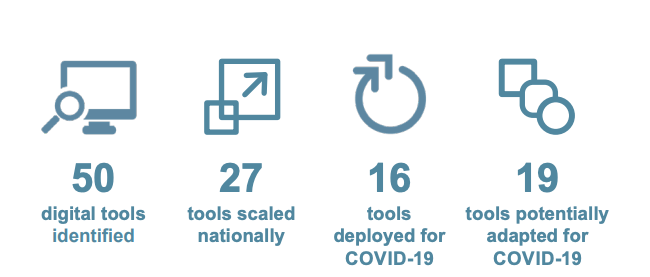 50
digital tools
identified
27
tools scaled
nationally
16
tools
deployed for
COVID-19
19
tools potentially
adapted for
COVID-19